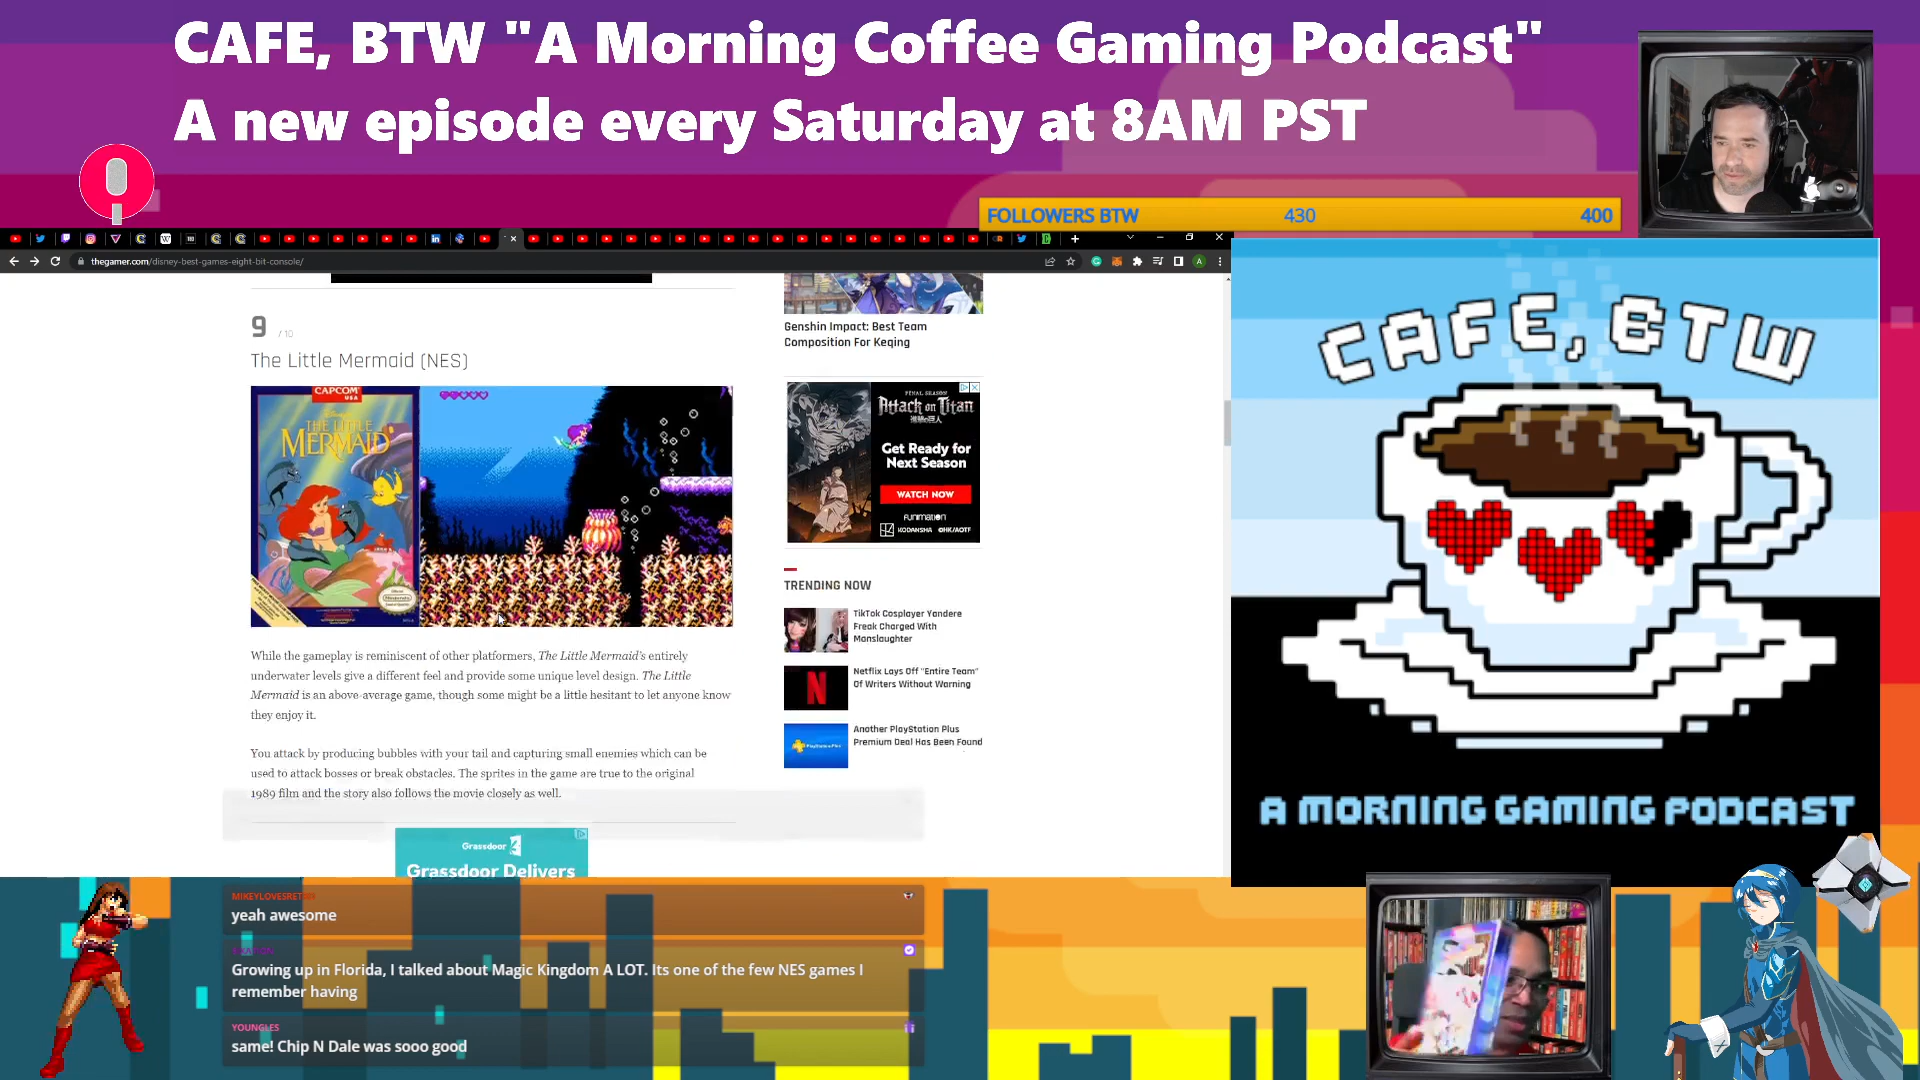 CAFE, BTW "A Morning Coffee Gaming Podcast"
A new episode every Saturday at 8AM PST
FOLLOWERS BTW 430 400
thegamer.com/disney-best-games-eight-bit-console/
9 / 10
The Little Mermaid (NES)
CAPCOM
USA
THE LITTLE
MERMAID
While the gameplay is reminiscent of other platformers, The Little Mermaid's entirely
underwater levels give a different feel and provide some unique level design. The Little
Mermaid is an above-average game, though some might be a little hesitant to let anyone know
they enjoy it.
You attack by producing bubbles with your tail and capturing small enemies which can be
used to attack bosses or break obstacles. The sprites in the game are true to the original
1989 film and the story also follows the movie closely as well.
Grassdoor
Grassdoor Delivers
Genshin Impact: Best Team
Composition For Keqing
FINAL SEASON
Attack on Titan
Get Ready for
Next Season
WATCH NOW
FUNIMATION
KODANSHA ©HK/AOTF
TRENDING NOW
TikTok Cosplayer Yandere
Freak Charged With
Manslaughter
Netflix Lays Off "Entire Team"
Of Writers Without Warning
Another PlayStation Plus
Premium Deal Has Been Found
CAFE, BTW
A MORNING GAMING PODCAST
yeah awesome
Growing up in Florida, I talked about Magic Kingdom A LOT. Its one of the few NES games I
remember having
YOUNGLES
same! Chip N Dale was sooo good